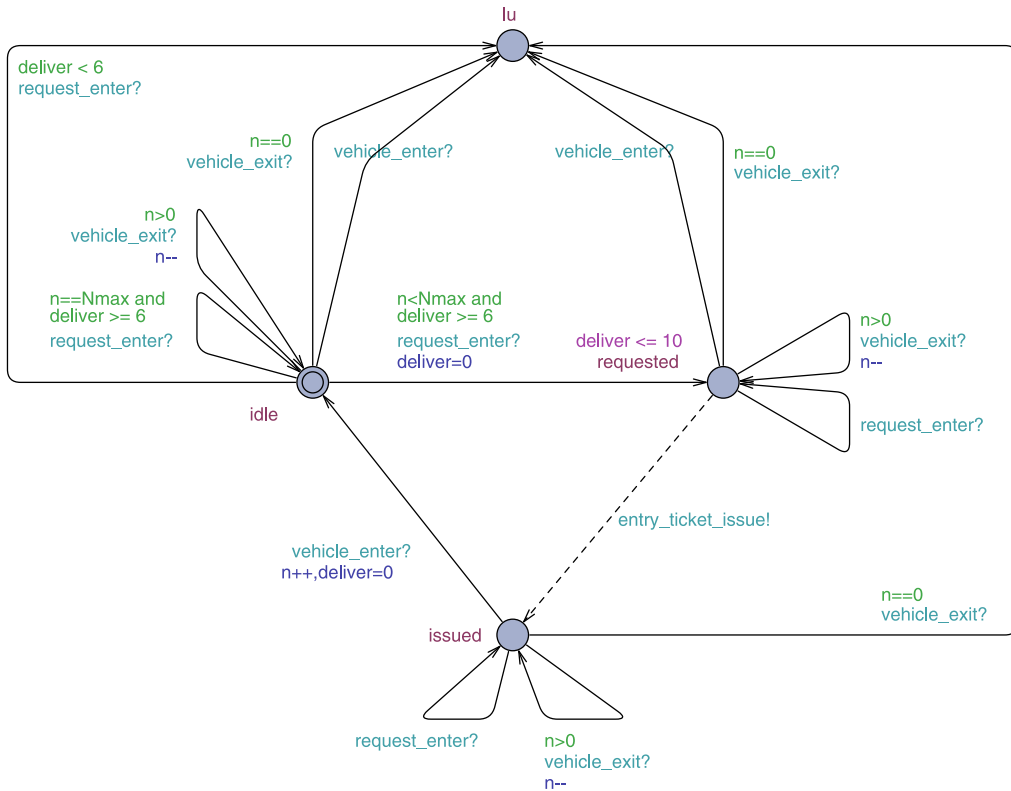 lu
deliver < 6
request_enter?
n==0
vehicle_exit?
vehicle_enter?
vehicle_enter?
n==0
vehicle_exit?
n>0
vehicle_exit?
n--
n==Nmax and
deliver >= 6
request_enter?
n<Nmax and
deliver >= 6
request_enter?
deliver=0
deliver <= 10
requested
n>0
vehicle_exit?
n--
request_enter?
idle
entry_ticket_issue!
vehicle_enter?
n++,deliver=0
n==0
vehicle_exit?
issued
request_enter?
n>0
vehicle_exit?
n--